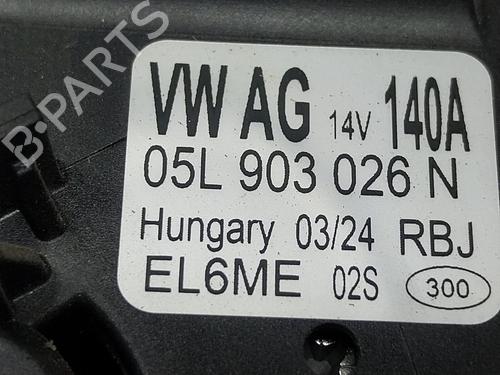 B-PARTS
VW AG 14V 140A
05L 903 026 N
Hungary 03/24 RBJ
EL6ME 02S 300